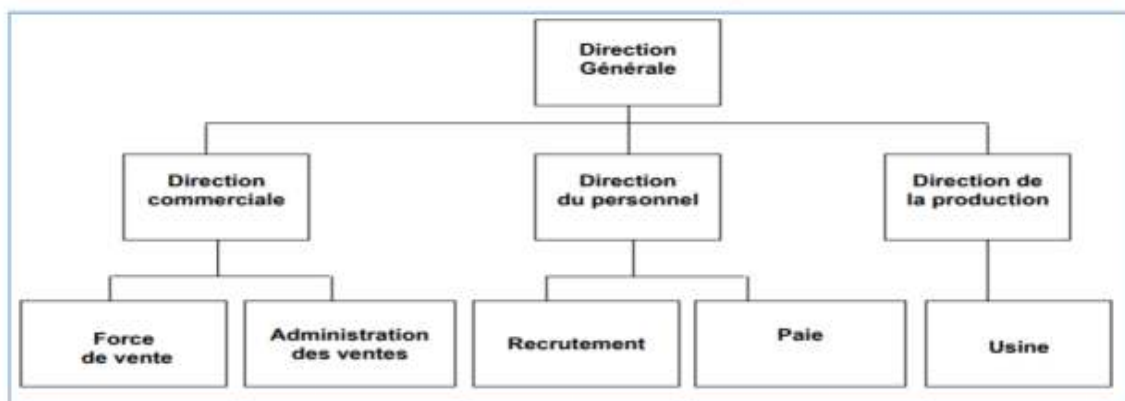 Direction
Générale
Direction
commerciale
Direction
du personnel
Direction de
la production
Force
de vente
Administration
des ventes
Recrutement
Paie
Usine